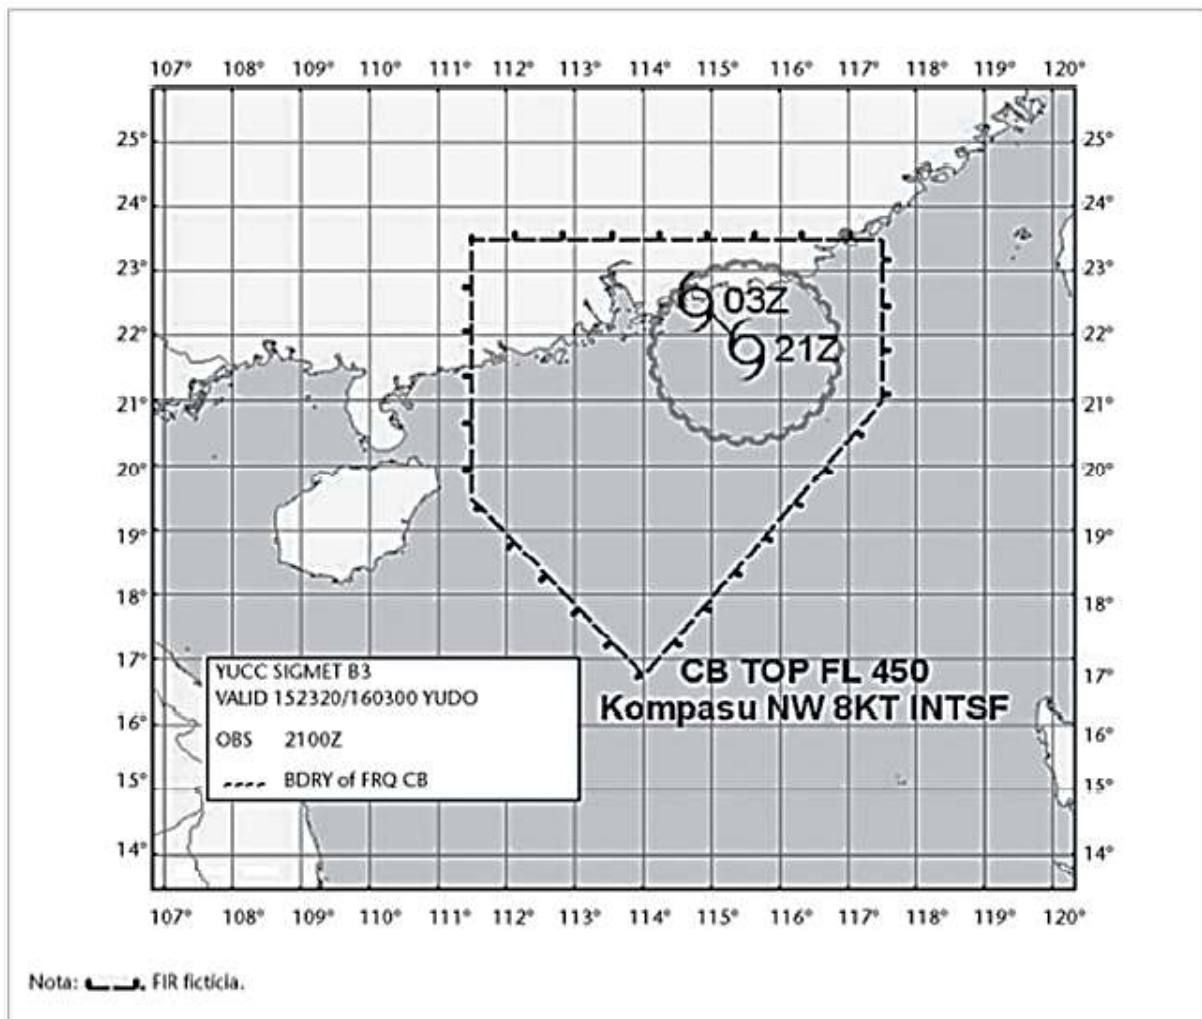 107° 108° 109° 110° 111° 112° 113° 114° 115° 116° 117° 118° 119° 120°
25° 25°
24° 24°
23° 23°
03Z
22° 22°
21Z
21° 21°
20° 20°
19° 19°
18° 18°
17° 17°
CB TOP FL 450
Kompasu NW 8KT INTSF
YUCC SIGMET B3
VALID 152320/160300 YUDO
16° 16°
OBS 2100Z
15° 15°
BDRY of FRQ CB
14° 14°
107° 108° 109° 110° 111° 112° 113° 114° 115° 116° 117° 118° 119° 120°
Nota: FIR ficticia.